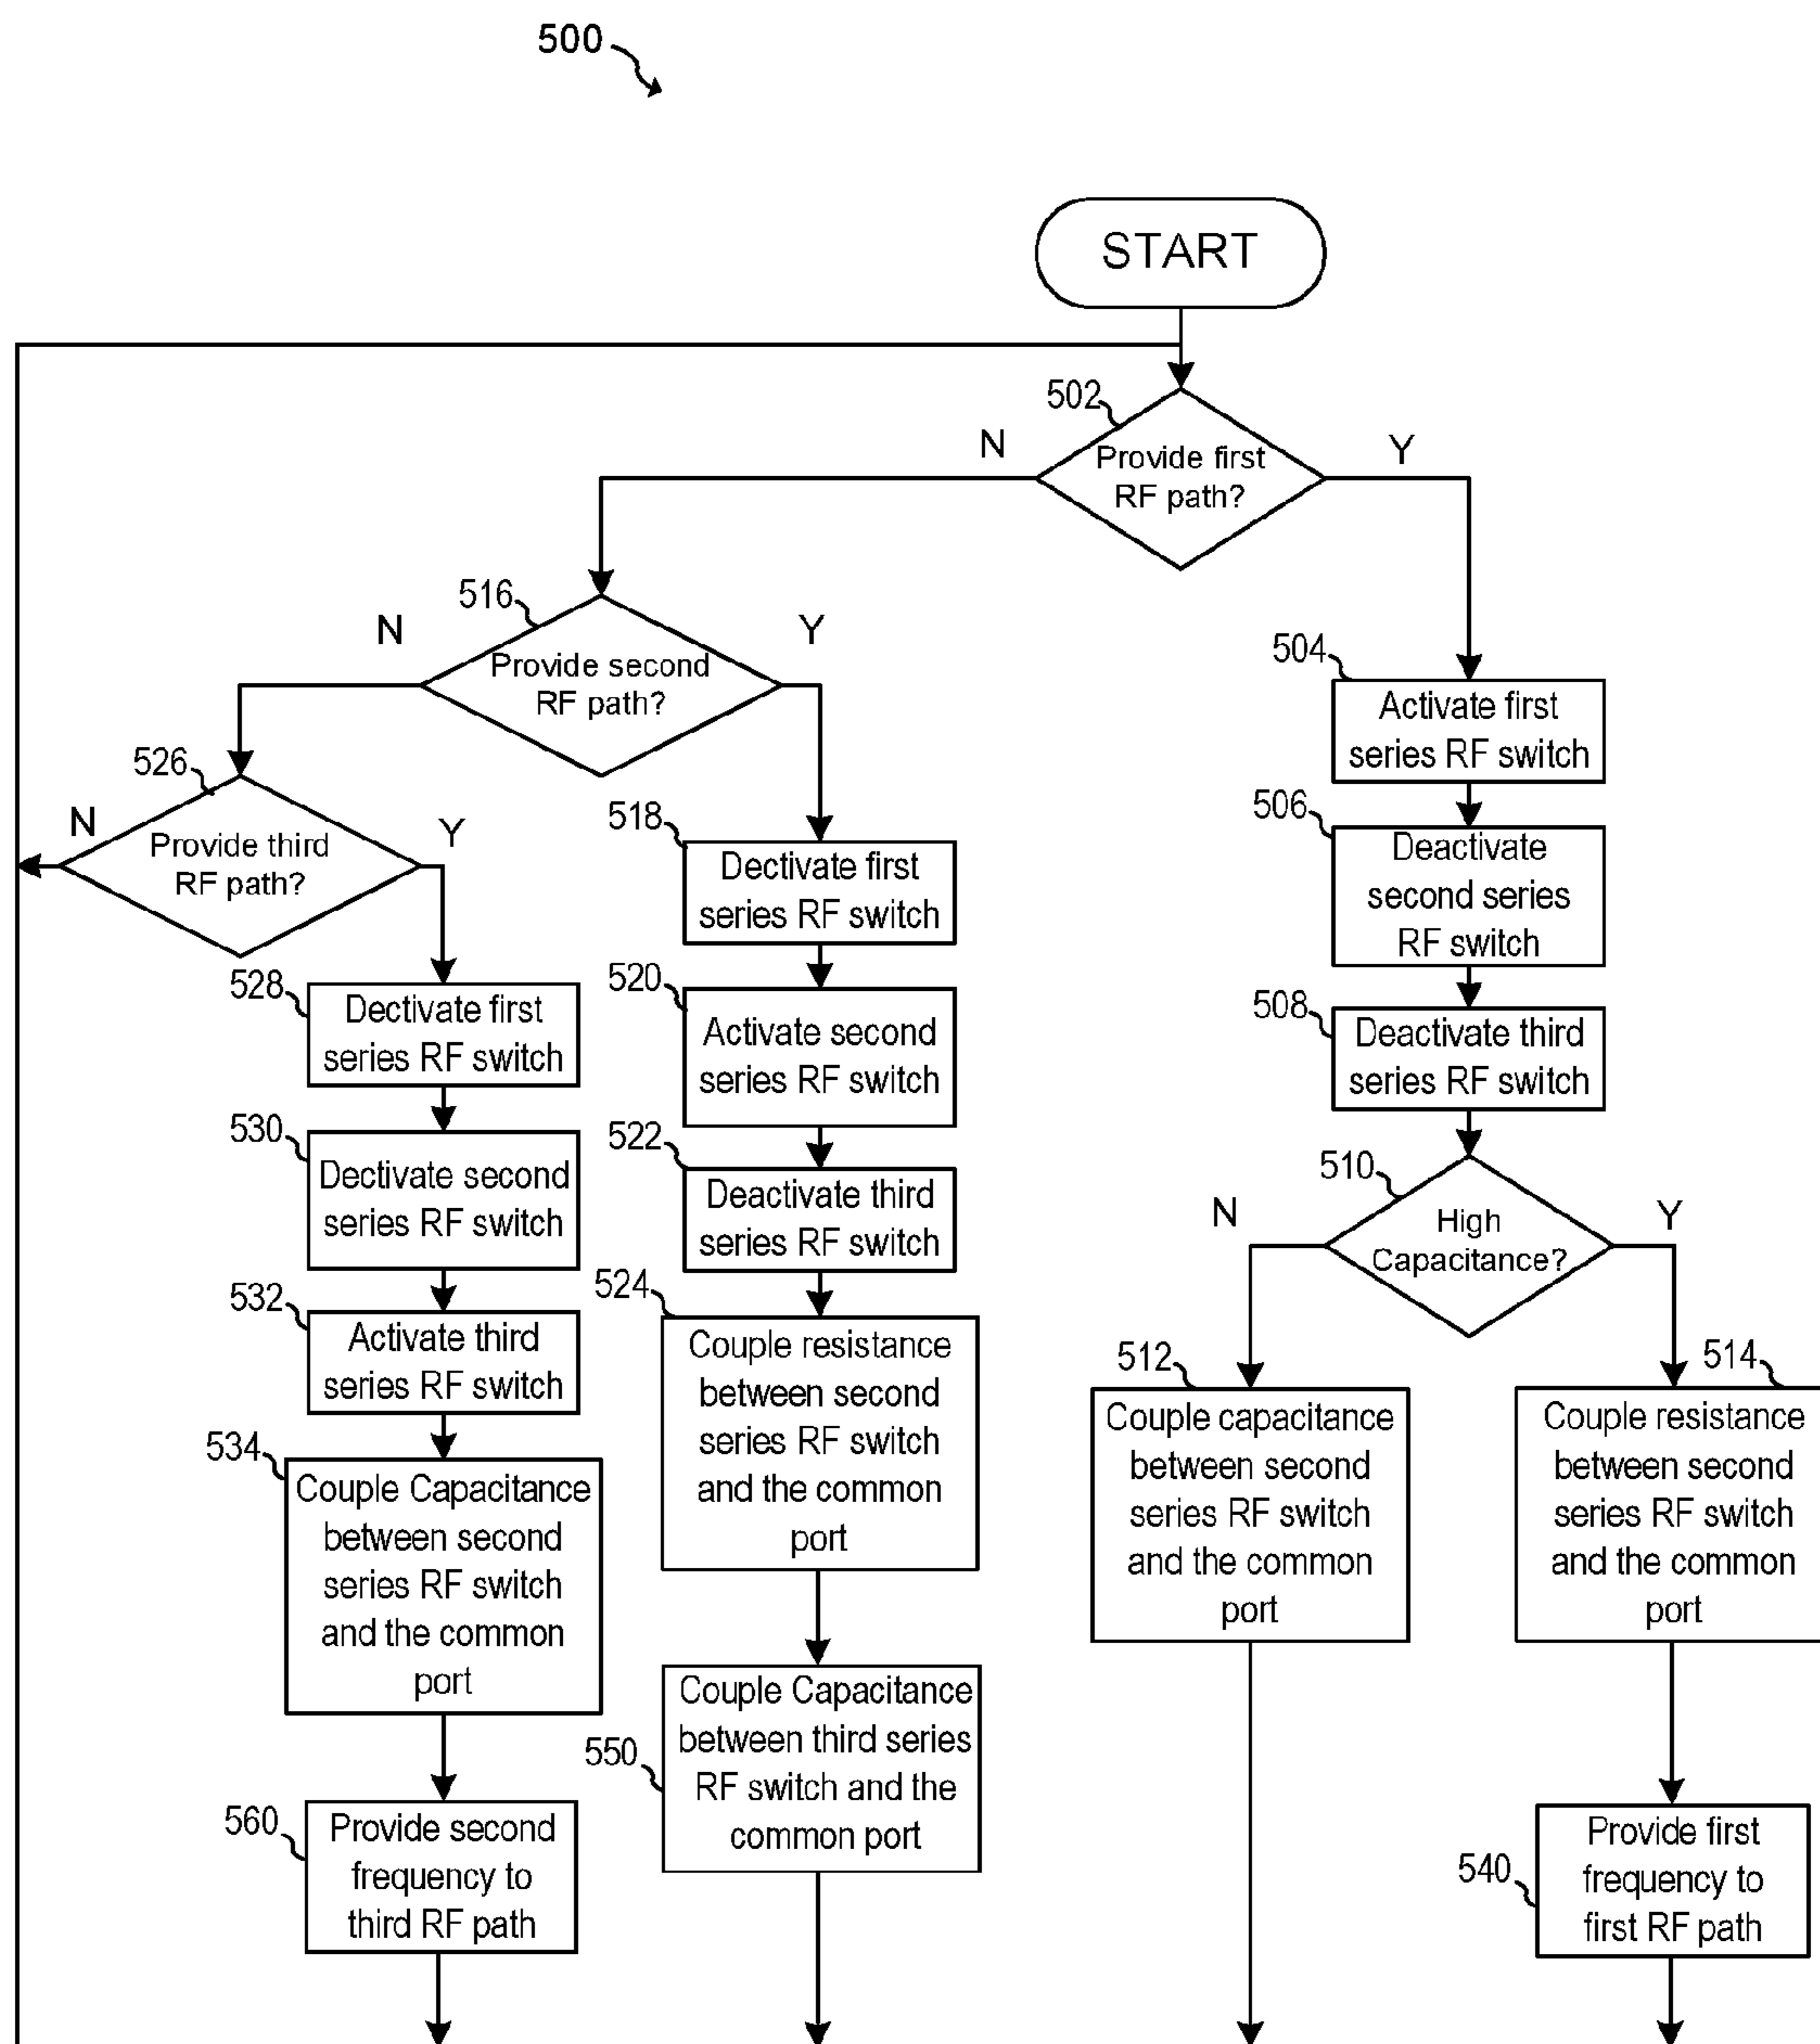 500
START
502
Provide first
RF path?
N
Y
516
Provide second
RF path?
N
Y
526
Provide third
RF path?
N
Y
528
Dectivate first
series RF switch
530
Dectivate second
series RF switch
532
Activate third
series RF switch
534
Couple Capacitance
between second
series RF switch
and the common
port
560
Provide second
frequency to
third RF path
518
Dectivate first
series RF switch
520
Activate second
series RF switch
522
Deactivate third
series RF switch
524
Couple resistance
between second
series RF switch
and the common
port
550
Couple Capacitance
between third series
RF switch and the
common port
504
Activate first
series RF switch
506
Deactivate
second series
RF switch
508
Deactivate third
series RF switch
510
High
Capacitance?
N
Y
512
Couple capacitance
between second
series RF switch
and the common
port
514
Couple resistance
between second
series RF switch
and the common
port
540
Provide first
frequency to
first RF path